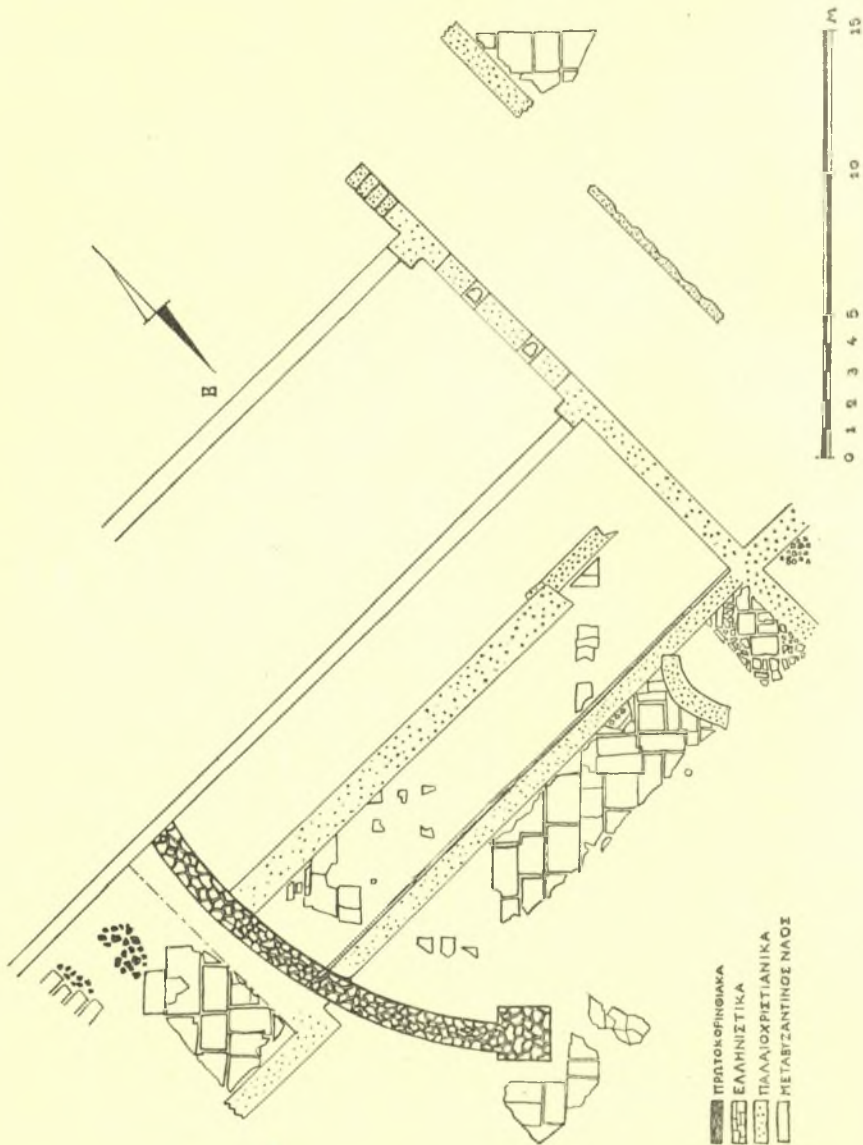 Β
ΠΡΩΤΟΚΟΡΙΝΘΙΑΚΑ
ΕΛΛΗΝΙΣΤΙΚΑ
ΠΑΛΑΙΟΧΡΙΣΤΙΑΝΙΚΑ
ΜΕΤΑΒΥΖΑΝΤΙΝΟΣ ΝΑΟΣ
0 1 2 3 4 5 10 15 Μ